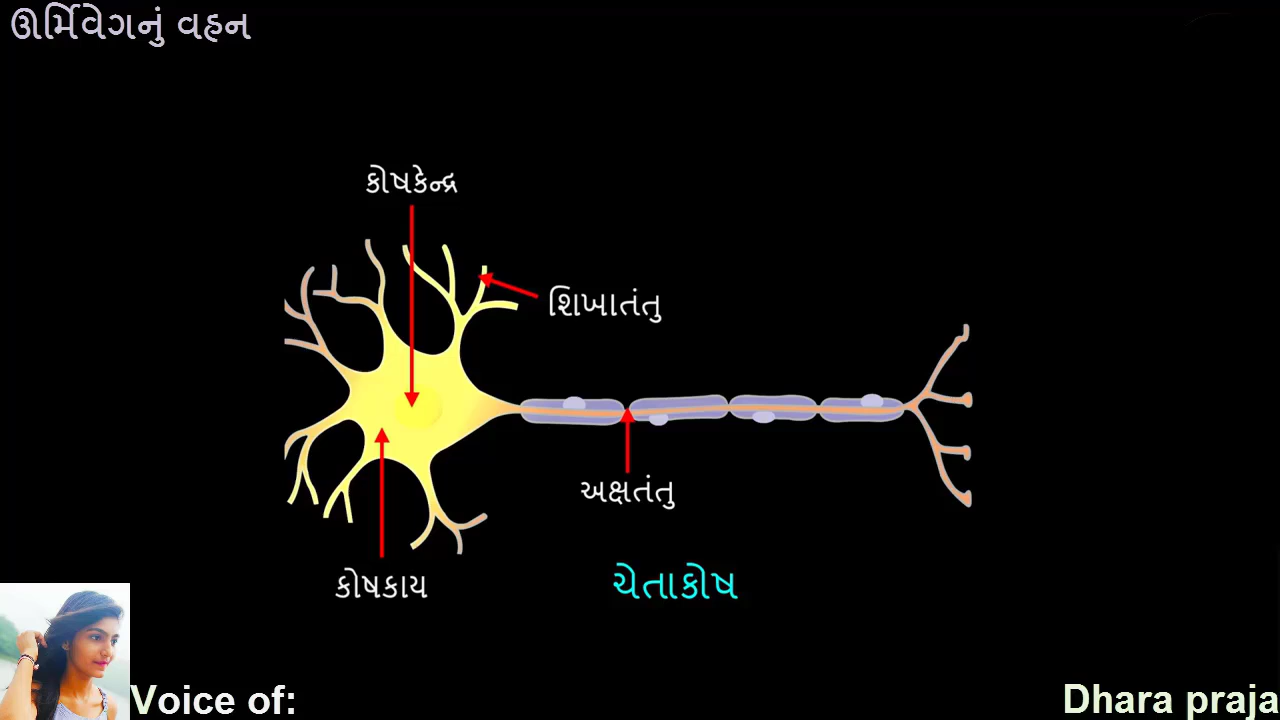 ઊર્મિવેગનું વહન
કોષકેન્દ્ર
શિખાતંતુ
અક્ષતંતુ
કોષકાય
ચેતાકોષ
Voice of:
Dhara praja